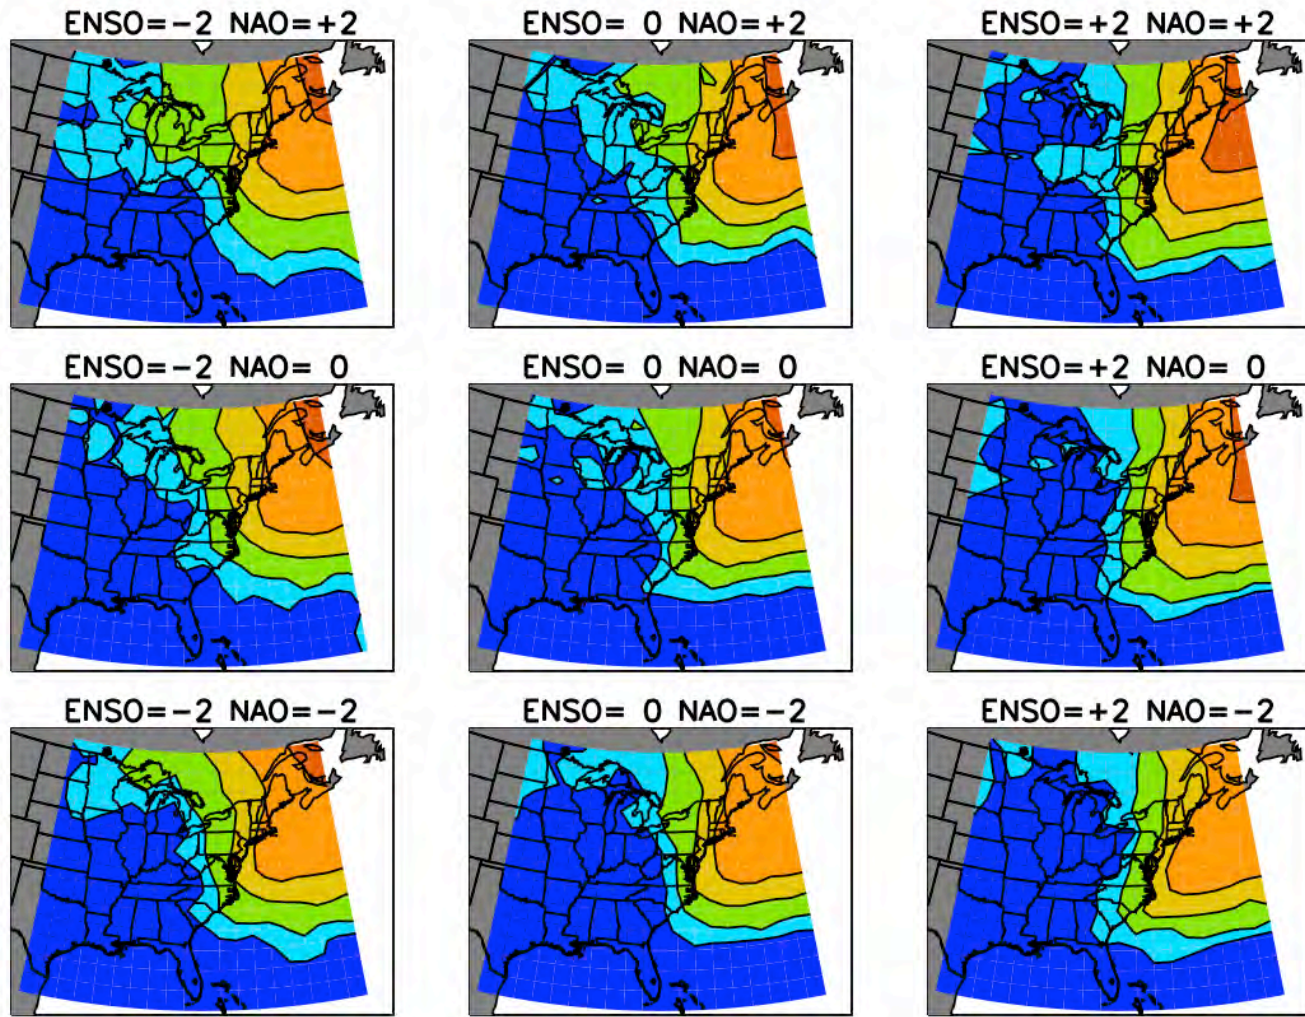 ENSO=-2 NAO=+2
ENSO= 0 NAO=+2
ENSO=+2 NAO=+2
ENSO=-2 NAO= 0
ENSO= 0 NAO= 0
ENSO=+2 NAO= 0
ENSO=-2 NAO=-2
ENSO= 0 NAO=-2
ENSO=+2 NAO=-2